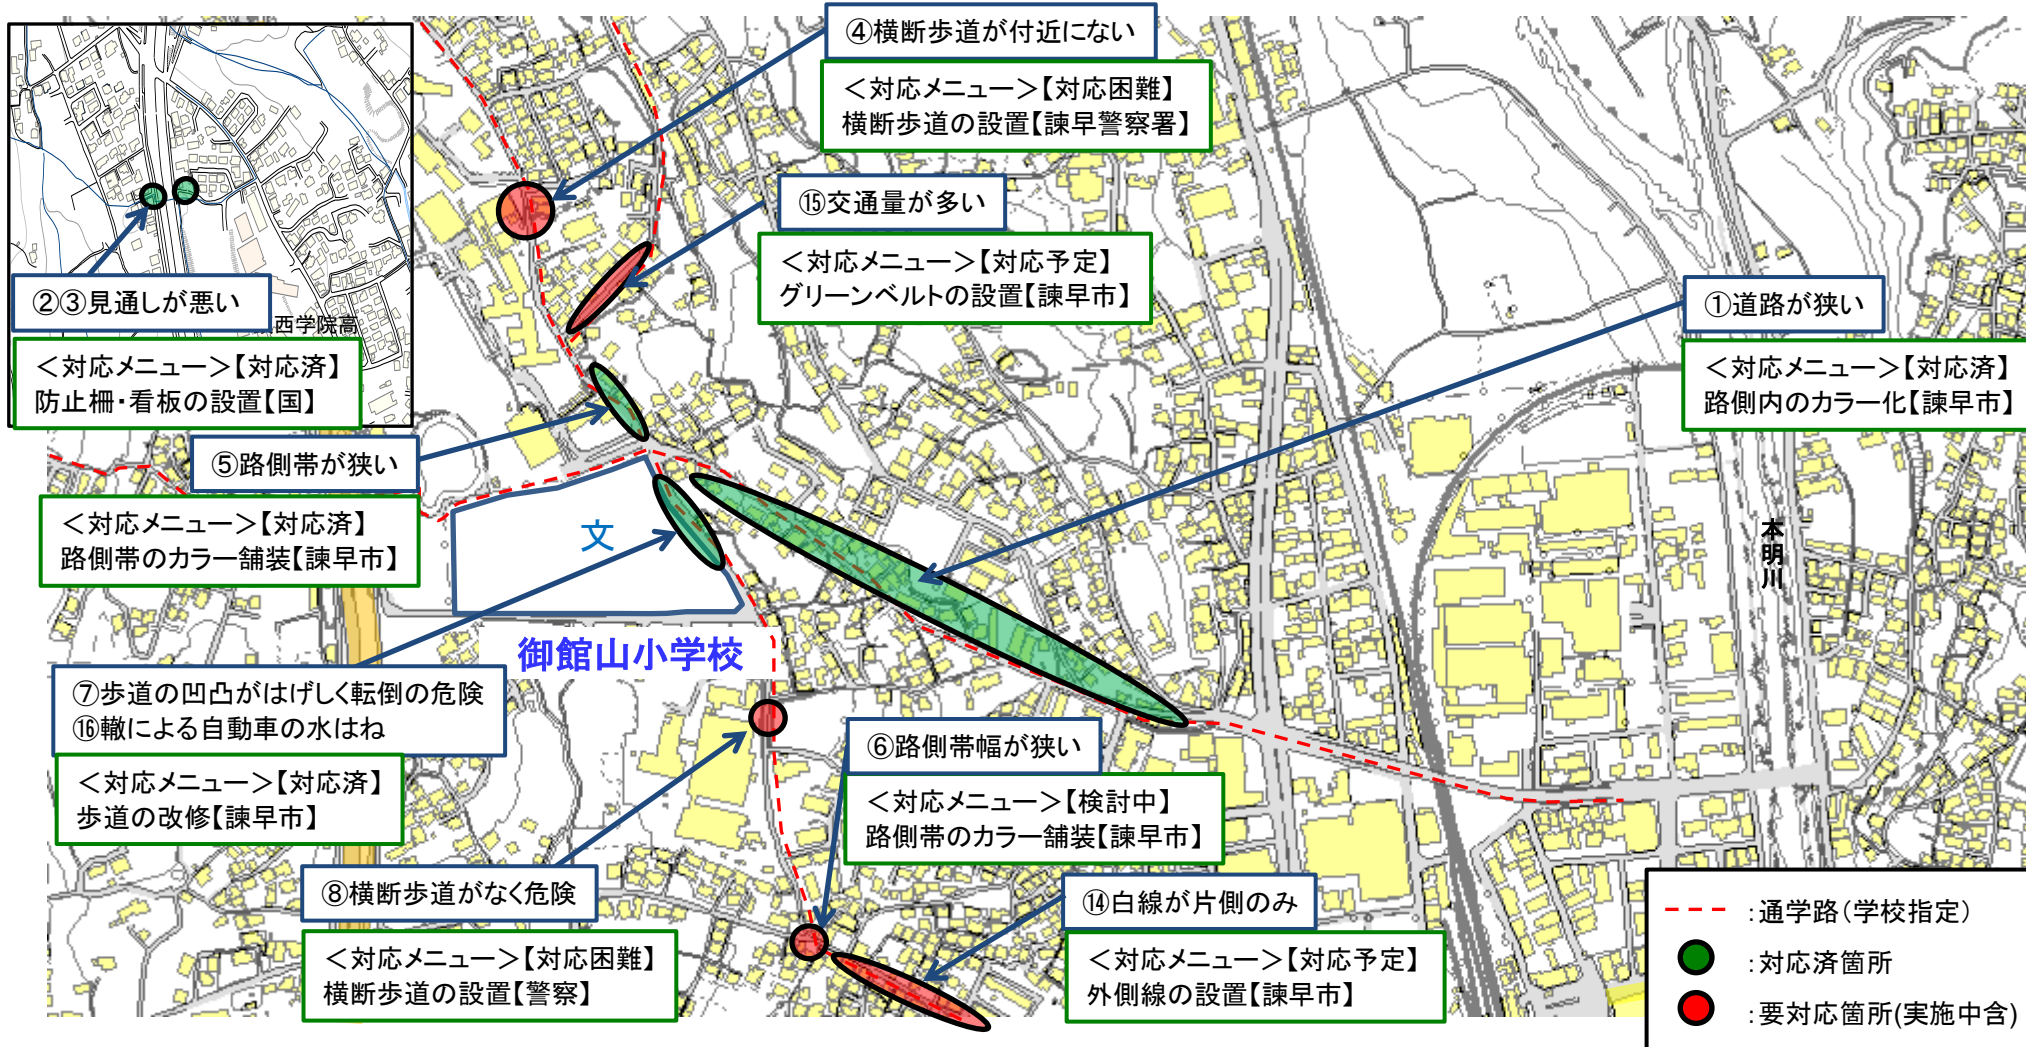 ④横断歩道が付近にない
<対応メニュー>【対応困難】
横断歩道の設置【諫早警察署】
⑮交通量が多い
<対応メニュー>【対応予定】
グリーンベルトの設置【諫早市】
①道路が狭い
<対応メニュー>【対応済】
路側内のカラー化【諫早市】
②③見通しが悪い
西学院高
<対応メニュー>【対応済】
防止柵・看板の設置【国】
⑤路側帯が狭い
<対応メニュー>【対応済】
路側帯のカラー舗装【諫早市】
文
本明川
御館山小学校
⑦歩道の凹凸がはげしく転倒の危険
⑯轍による自動車の水はね
<対応メニュー>【対応済】
歩道の改修【諫早市】
⑥路側帯幅が狭い
<対応メニュー>【検討中】
路側帯のカラー舗装【諫早市】
⑧横断歩道がなく危険
<対応メニュー>【対応困難】
横断歩道の設置【警察】
⑭白線が片側のみ
<対応メニュー>【対応予定】
外側線の設置【諫早市】
:通学路(学校指定)
:対応済箇所
:要対応箇所(実施中含)